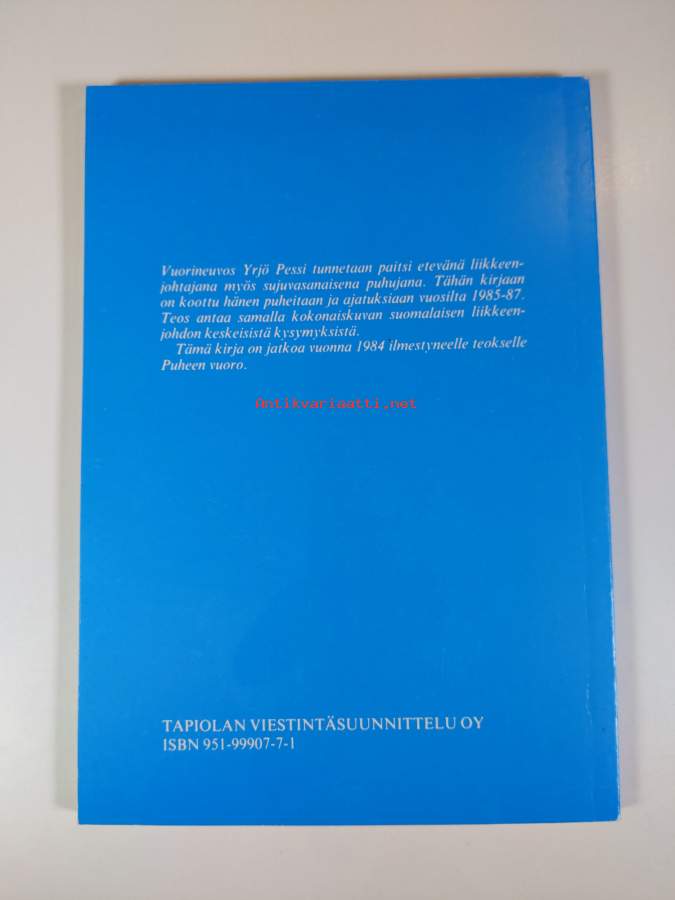 Vuorineuvos Yrjö Pessi tunnetaan paitsi etevänä liikkeen-
johtajana myös sujuvasanaisena puhujana. Tähän kirjaan
on koottu hänen puheitaan ja ajatuksiaan vuosilta 1985-87.
Teos antaa samalla kokonaiskuvan suomalaisen liikkeen-
johdon keskeisistä kysymyksistä.
Tämä kirja on jatkoa vuonna 1984 ilmestyneelle teokselle
Puheen vuoro.
Antikvariaatti.net
TAPIOLAN VIESTINTÄSUUNNITTELU OY
ISBN 951-99907-7-1